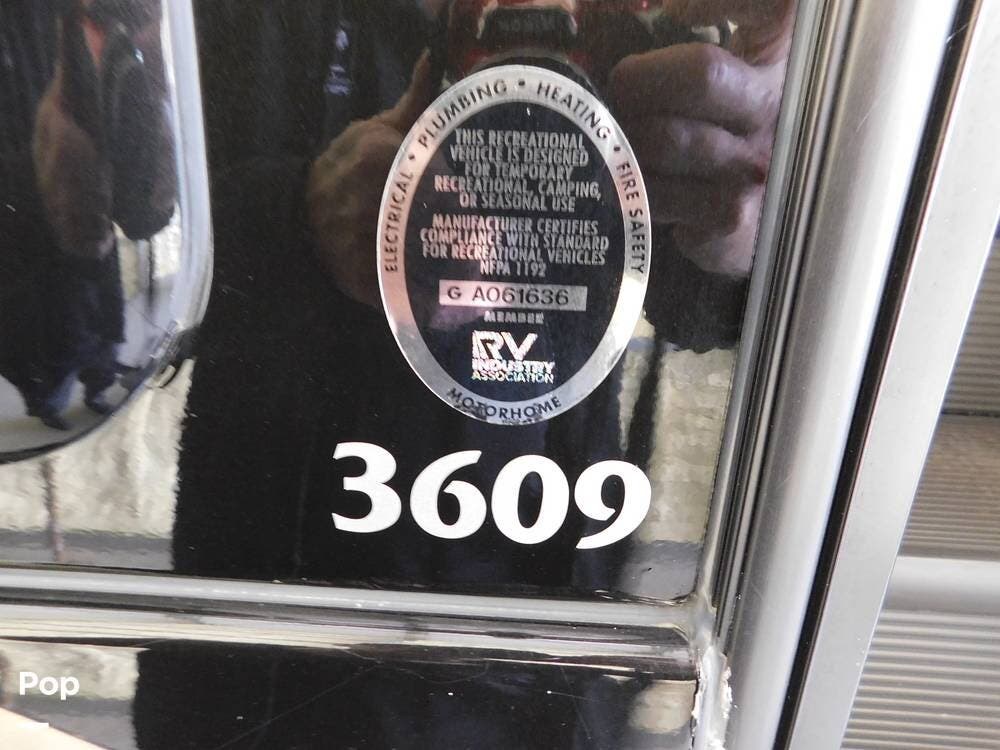 ELECTRICAL • PLUMBING • HEATING • FIRE SAFETY
THIS RECREATIONAL
VEHICLE IS DESIGNED
FOR TEMPORARY
RECREATIONAL, CAMPING,
OR SEASONAL USE
MANUFACTURER CERTIFIES
COMPLIANCE WITH STANDARD
FOR RECREATIONAL VEHICLES
NFPA 1192
G A061636
MEMBER
RV
INDUSTRY
ASSOCIATION
MOTORHOME
3609
Pop